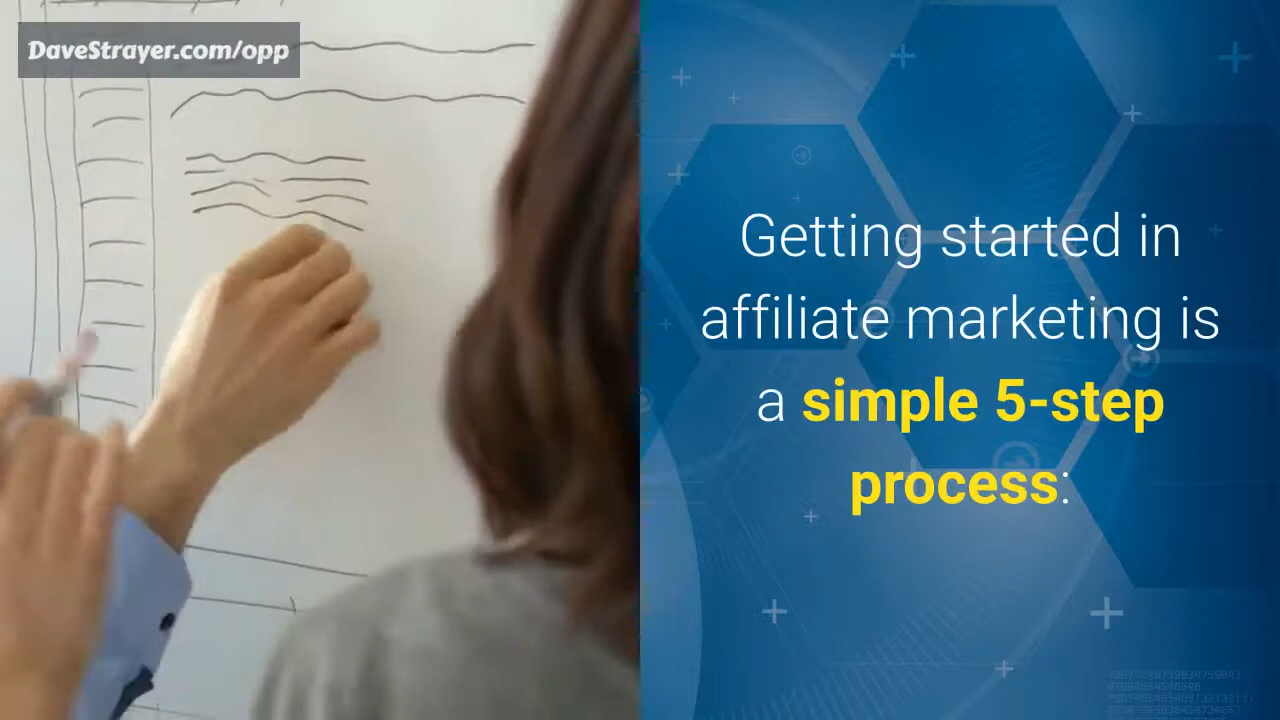 DaveStrayer.com/opp
Getting started in
affiliate marketing is
a simple 5-step
process: